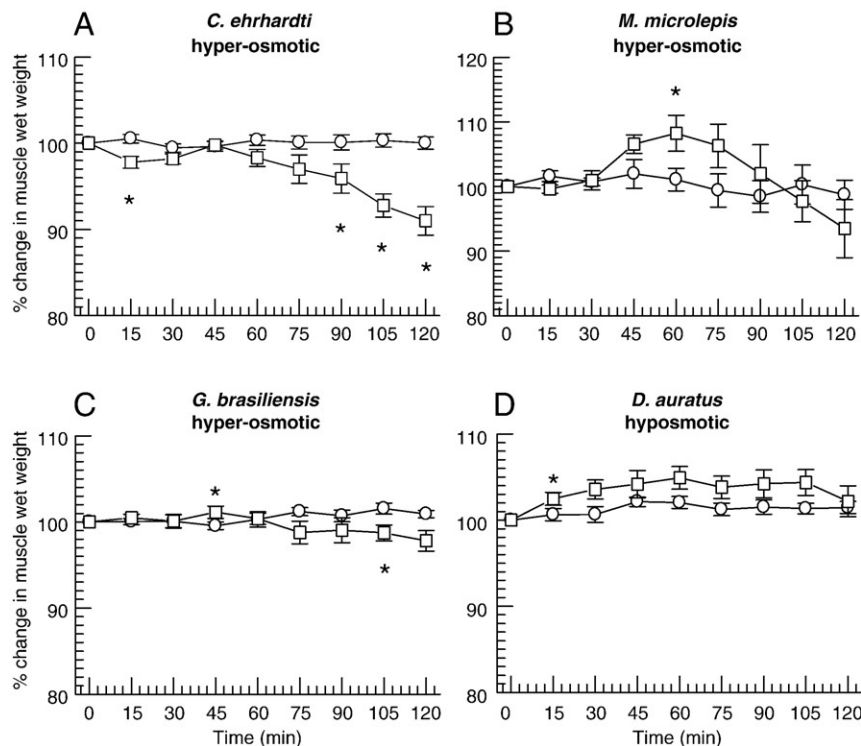 A
C. ehrhardti
hyper-osmotic
% change in muscle wet weight
110
100
90
80
*
*
*
*
0 15 30 45 60 75 90 105 120
B
M. microlepis
hyper-osmotic
120
110
100
90
80
*
0 15 30 45 60 75 90 105 120
C
G. brasiliensis
hyper-osmotic
% change in muscle wet weight
110
100
90
80
*
*
0 15 30 45 60 75 90 105 120
Time (min)
D
D. auratus
hyposmotic
110
100
90
80
*
0 15 30 45 60 75 90 105 120
Time (min)